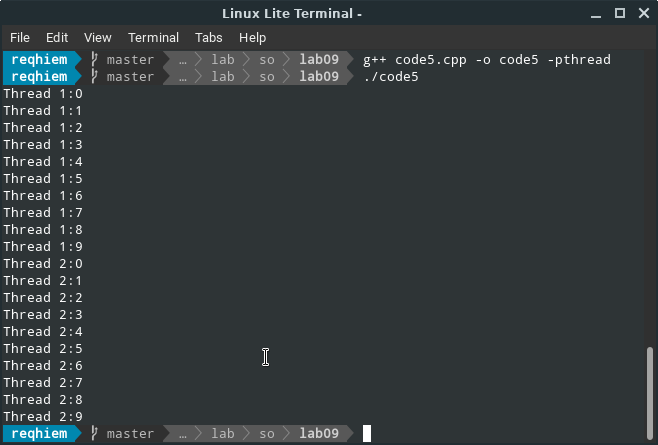 Linux Lite Terminal -
File Edit View Terminal Tabs Help
reqhiem master … lab so lab09 g++ code5.cpp -o code5 -pthread
reqhiem master … lab so lab09 ./code5
Thread 1:0
Thread 1:1
Thread 1:2
Thread 1:3
Thread 1:4
Thread 1:5
Thread 1:6
Thread 1:7
Thread 1:8
Thread 1:9
Thread 2:0
Thread 2:1
Thread 2:2
Thread 2:3
Thread 2:4
Thread 2:5
Thread 2:6
Thread 2:7
Thread 2:8
Thread 2:9
reqhiem master … lab so lab09